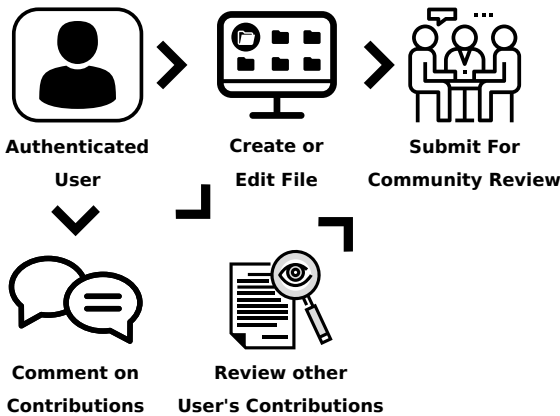 Authenticated
User
Create or
Edit File
Submit For
Community Review
Comment on
Contributions
Review other
User's Contributions